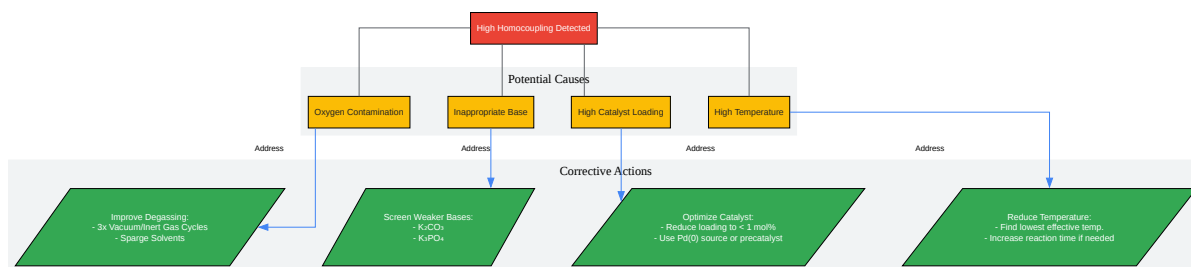 High Homocoupling Detected
Potential Causes
Oxygen Contamination
Inappropriate Base
High Catalyst Loading
High Temperature
Address
Address
Address
Address
Corrective Actions
Improve Degassing:
- 3x Vacuum/Inert Gas Cycles
- Sparge Solvents
Screen Weaker Bases:
- K₂CO₃
- K₃PO₄
Optimize Catalyst:
- Reduce loading to < 1 mol%
- Use Pd(0) source or precatalyst
Reduce Temperature:
- Find lowest effective temp.
- Increase reaction time if needed